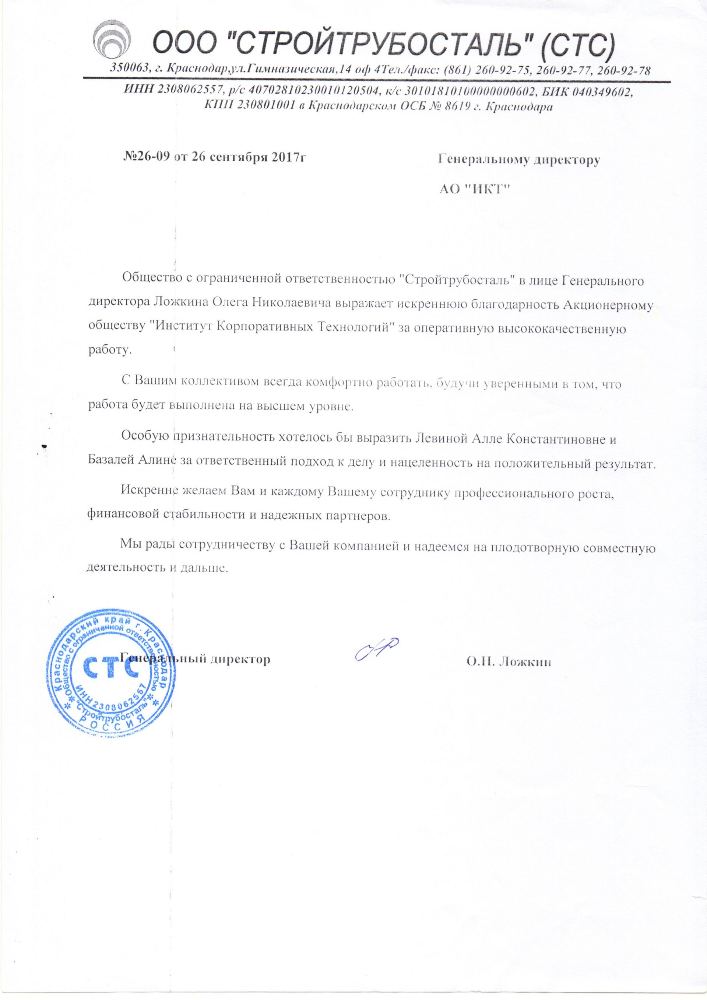 ООО "СТРОЙТРУБОСТАЛЬ" (СТС)
350063, г. Краснодар,ул.Гимназическая,14 оф 4Тел./факс: (861) 260-92-75, 260-92-77, 260-92-78
ИНН 2308062557, р/с 40702810230010120504, к/с 30101810100000000602, БИК 040349602,
КПП 230801001 в Краснодарском ОСБ № 8619 г. Краснодара
№26-09 от 26 сентября 2017г
Генеральному директору
АО "ИКТ"
Общество с ограниченной ответственностью "Стройтрубосталь" в лице Генерального
директора Ложкина Олега Николаевича выражает искреннюю благодарность Акционерному
обществу "Институт Корпоративных Технологий" за оперативную высококачественную
работу.
С Вашим коллективом всегда комфортно работать, будучи уверенными в том, что
работа будет выполнена на высшем уровне.
Особую признательность хотелось бы выразить Левиной Алле Константиновне и
Базалей Алине за ответственный подход к делу и нацеленность на положительный результат.
Искренне желаем Вам и каждому Вашему сотруднику профессионального роста,
финансовой стабильности и надежных партнеров.
Мы рады сотрудничеству с Вашей компанией и надеемся на плодотворную совместную
деятельность и дальше.
Генеральный директор
О.Н. Ложкин
Краснодарский край г. Краснодар
Общество с ограниченной ответственностью
СТС
ИНН 2308062557
"Стройтрубосталь"
РОССИЯ